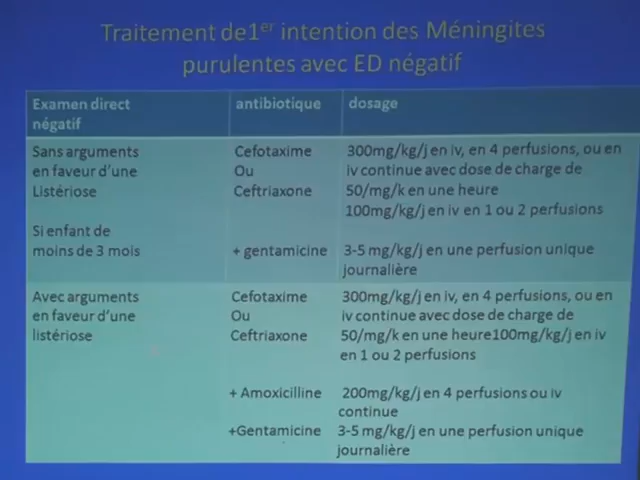 Traitement de1er intention des Méningites
purulentes avec ED négatif
Examen direct négatif
antibiotique
dosage
Sans arguments
en faveur d'une
Listériose
Cefotaxime
Ou
Ceftriaxone
300mg/kg/j en iv, en 4 perfusions, ou en
iv continue avec dose de charge de
50/mg/k en une heure
100mg/kg/j en iv en 1 ou 2 perfusions
Si enfant de
moins de 3 mois
+ gentamicine
3-5 mg/kg/j en une perfusion unique
journalière
Avec arguments
en faveur d'une
listériose
Cefotaxime
Ou
Ceftriaxone
300mg/kg/j en iv, en 4 perfusions, ou en
iv continue avec dose de charge de
50/mg/k en une heure100mg/kg/j en iv
en 1 ou 2 perfusions
+ Amoxicilline
200mg/kg/j en 4 perfusions ou iv
continue
+Gentamicine
3-5 mg/kg/j en une perfusion unique
journalière